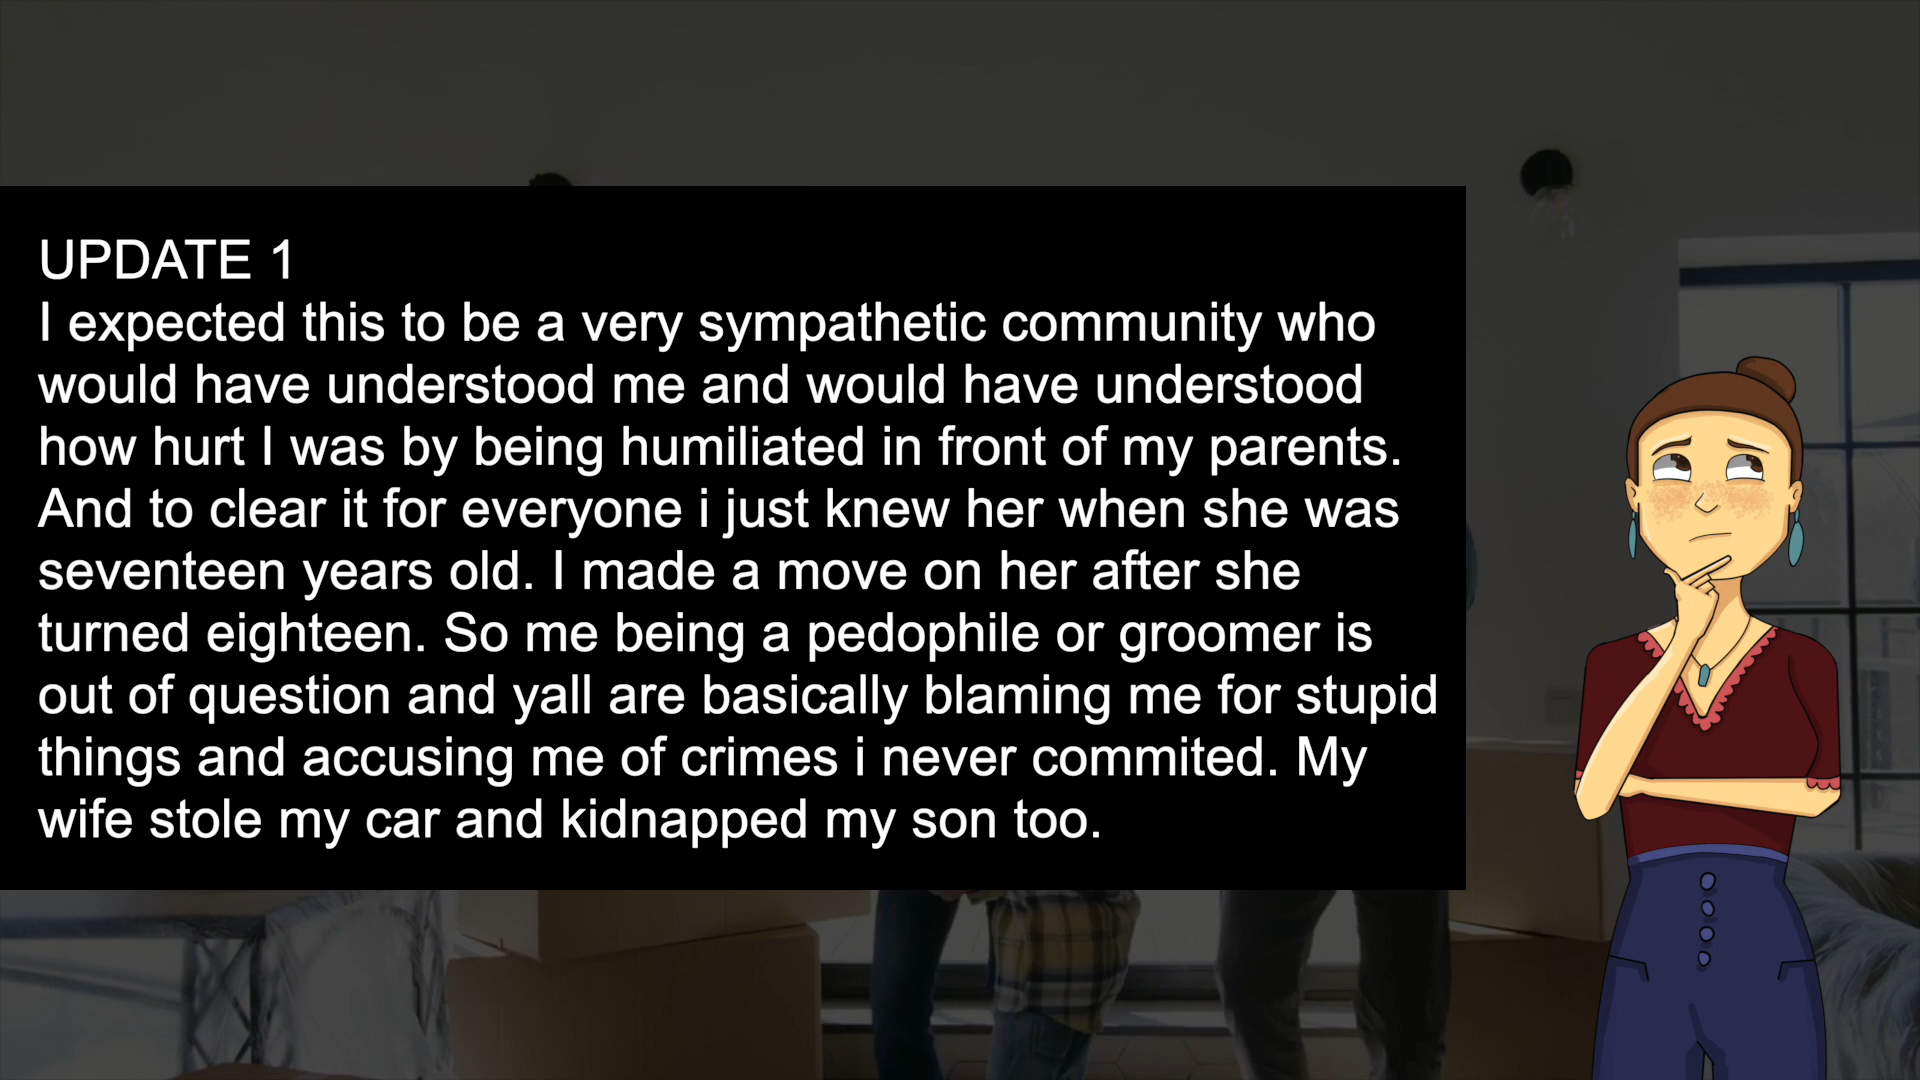 UPDATE 1
I expected this to be a very sympathetic community who
would have understood me and would have understood
how hurt I was by being humiliated in front of my parents.
And to clear it for everyone i just knew her when she was
seventeen years old. I made a move on her after she
turned eighteen. So me being a pedophile or groomer is
out of question and yall are basically blaming me for stupid
things and accusing me of crimes i never commited. My
wife stole my car and kidnapped my son too.